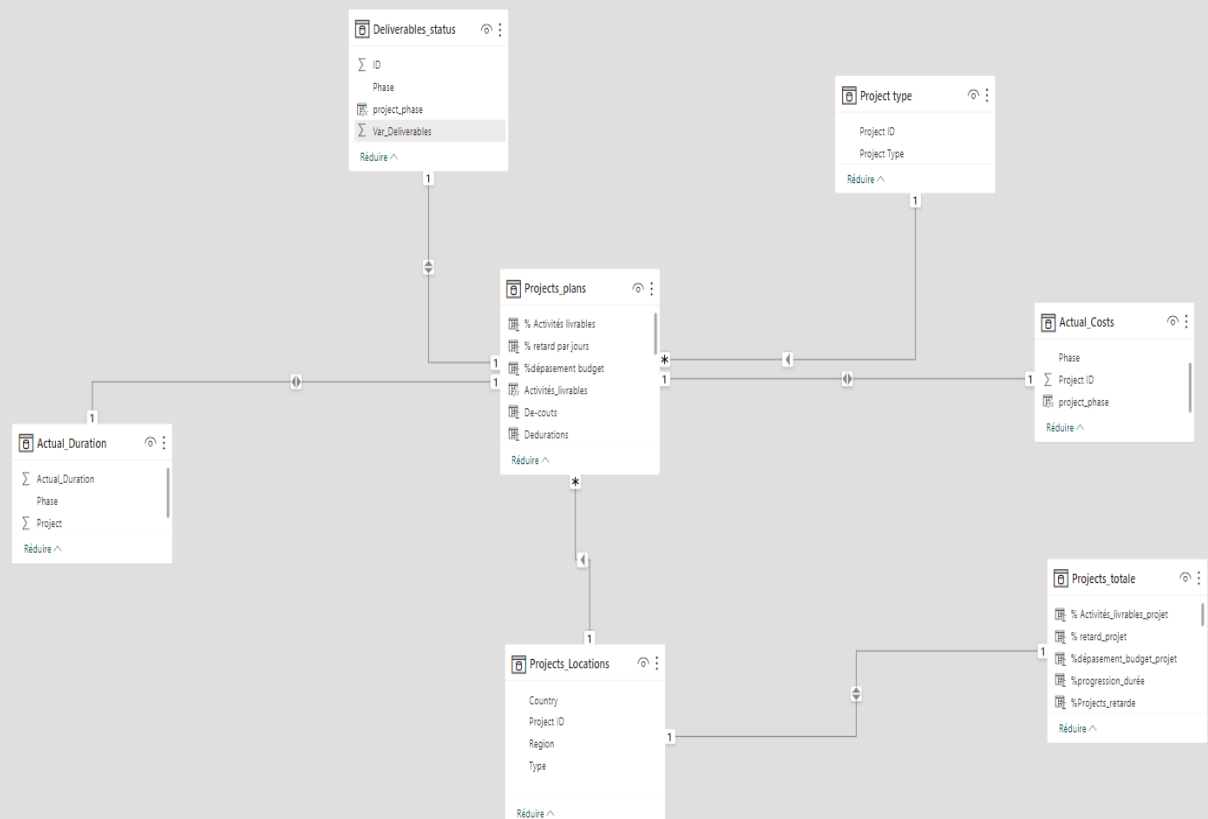 Deliverables_status
ID
Phase
project_phase
Var_Deliverables
Réduire
1
Project type
Project ID
Project Type
Réduire
1
Projects_plans
% Activités livrables
% retard par jours
%dépasement budget
Activités_livrables
De-couts
Dedurations
Réduire
1
1
*
1
*
Actual_Costs
Phase
Project ID
project_phase
Réduire
1
1
Actual_Duration
Actual_Duration
Phase
Project
Réduire
Projects_totale
% Activités_livrables_projet
% retard_projet
%dépasement_budget_projet
%progression_durée
%Projects_retarde
Réduire
1
1
Projects_Locations
Country
Project ID
Region
Type
Réduire
1